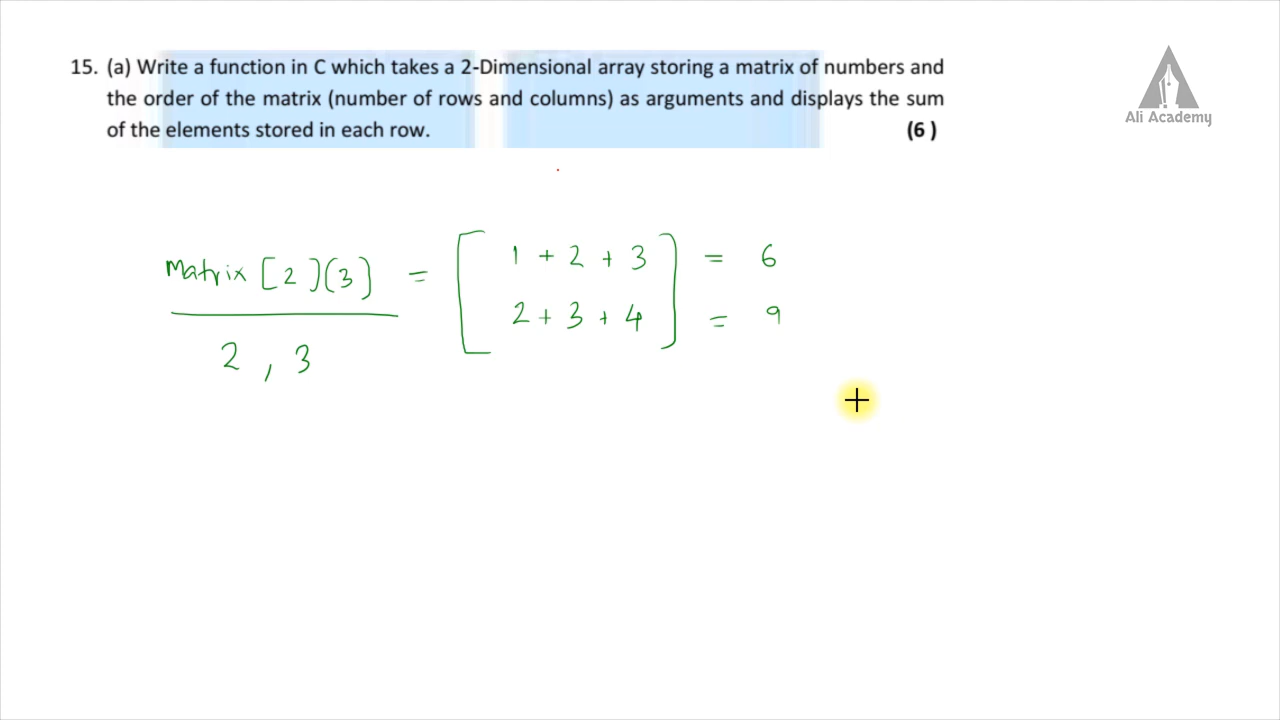 15. (a) Write a function in C which takes a 2-Dimensional array storing a matrix of numbers and
the order of the matrix (number of rows and columns) as arguments and displays the sum
of the elements stored in each row. (6 )
Ali Academy
Matrix [2](3) = [ 1 + 2 + 3 ] = 6
2 + 3 + 4 = 9
2 , 3